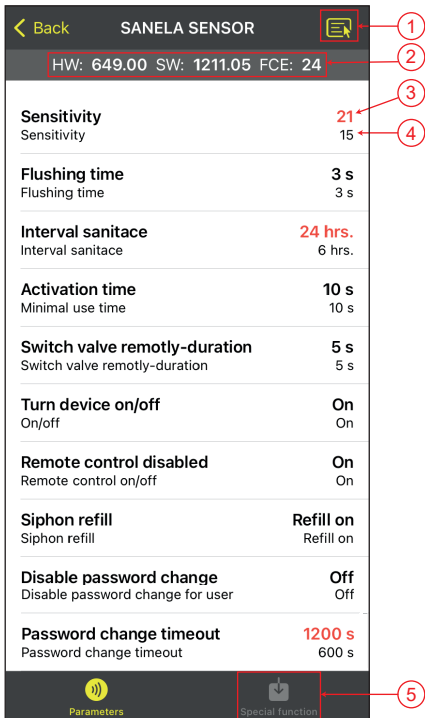 Back SANELA SENSOR 1
HW: 649.00 SW: 1211.05 FCE: 24 2
3
Sensitivity 21
Sensitivity 15 4
Flushing time 3 s
Flushing time 3 s
Interval sanitace 24 hrs.
Interval sanitace 6 hrs.
Activation time 10 s
Minimal use time 10 s
Switch valve remotly-duration 5 s
Switch valve remotly-duration 5 s
Turn device on/off On
On/off On
Remote control disabled On
Remote control on/off On
Siphon refill Refill on
Siphon refill Refill on
Disable password change Off
Disable password change for user Off
Password change timeout 1200 s
Password change timeout 600 s
5
Parameters Special function